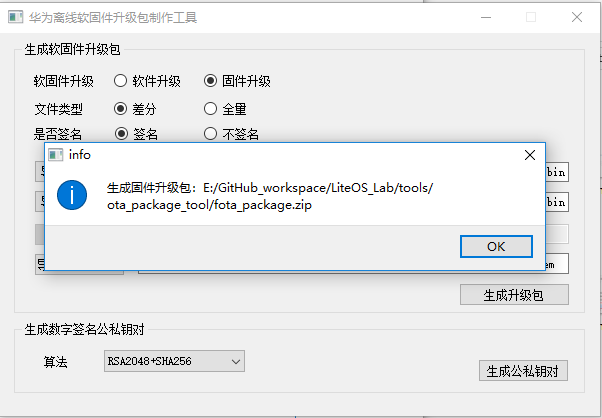 华为离线软固件升级包制作工具
生成软固件升级包
软固件升级 软件升级 固件升级
文件类型 差分 全量
是否签名 签名 不签名
info
bin
生成固件升级包：E:/GitHub_workspace/LiteOS_Lab/tools/
ota_package_tool/fota_package.zip
bin
OK
生成升级包
生成数字签名公私钥对
算法 RSA2048+SHA256
生成公私钥对